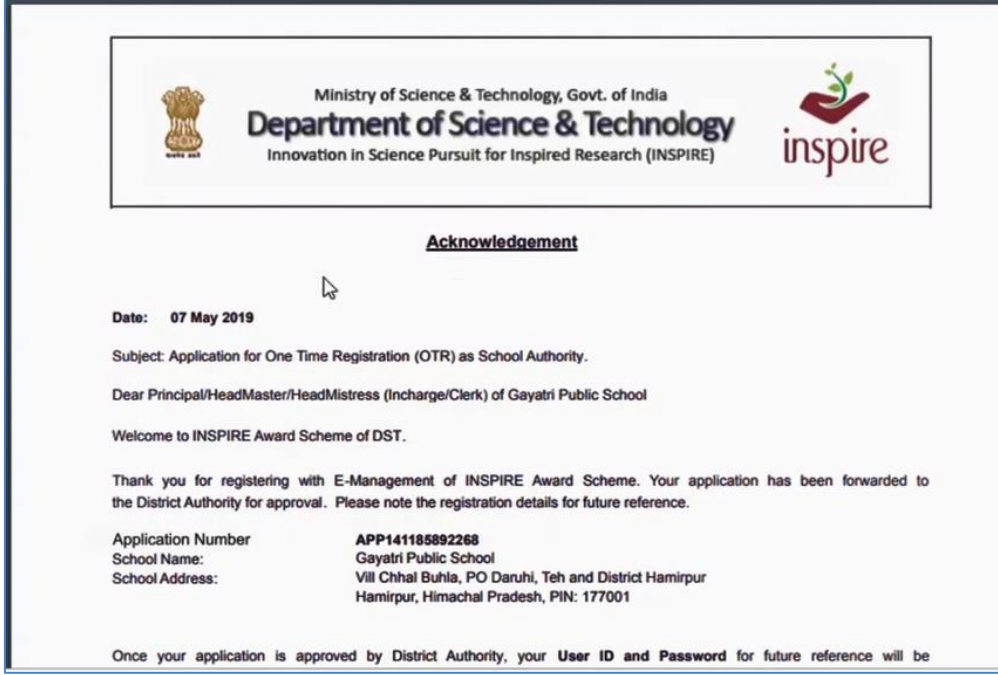 Ministry of Science & Technology, Govt. of India
Department of Science & Technology
Innovation in Science Pursuit for Inspired Research (INSPIRE)
सत्यमेव जयते
inspire
Acknowledgement
Date: 07 May 2019
Subject: Application for One Time Registration (OTR) as School Authority.
Dear Principal/HeadMaster/HeadMistress (Incharge/Clerk) of Gayatri Public School
Welcome to INSPIRE Award Scheme of DST.
Thank you for registering with E-Management of INSPIRE Award Scheme. Your application has been forwarded to
the District Authority for approval. Please note the registration details for future reference.
Application Number APP141185892268
School Name: Gayatri Public School
School Address: Vill Chhal Buhla, PO Daruhi, Teh and District Hamirpur
Hamirpur, Himachal Pradesh, PIN: 177001
Once your application is approved by District Authority, your User ID and Password for future reference will be